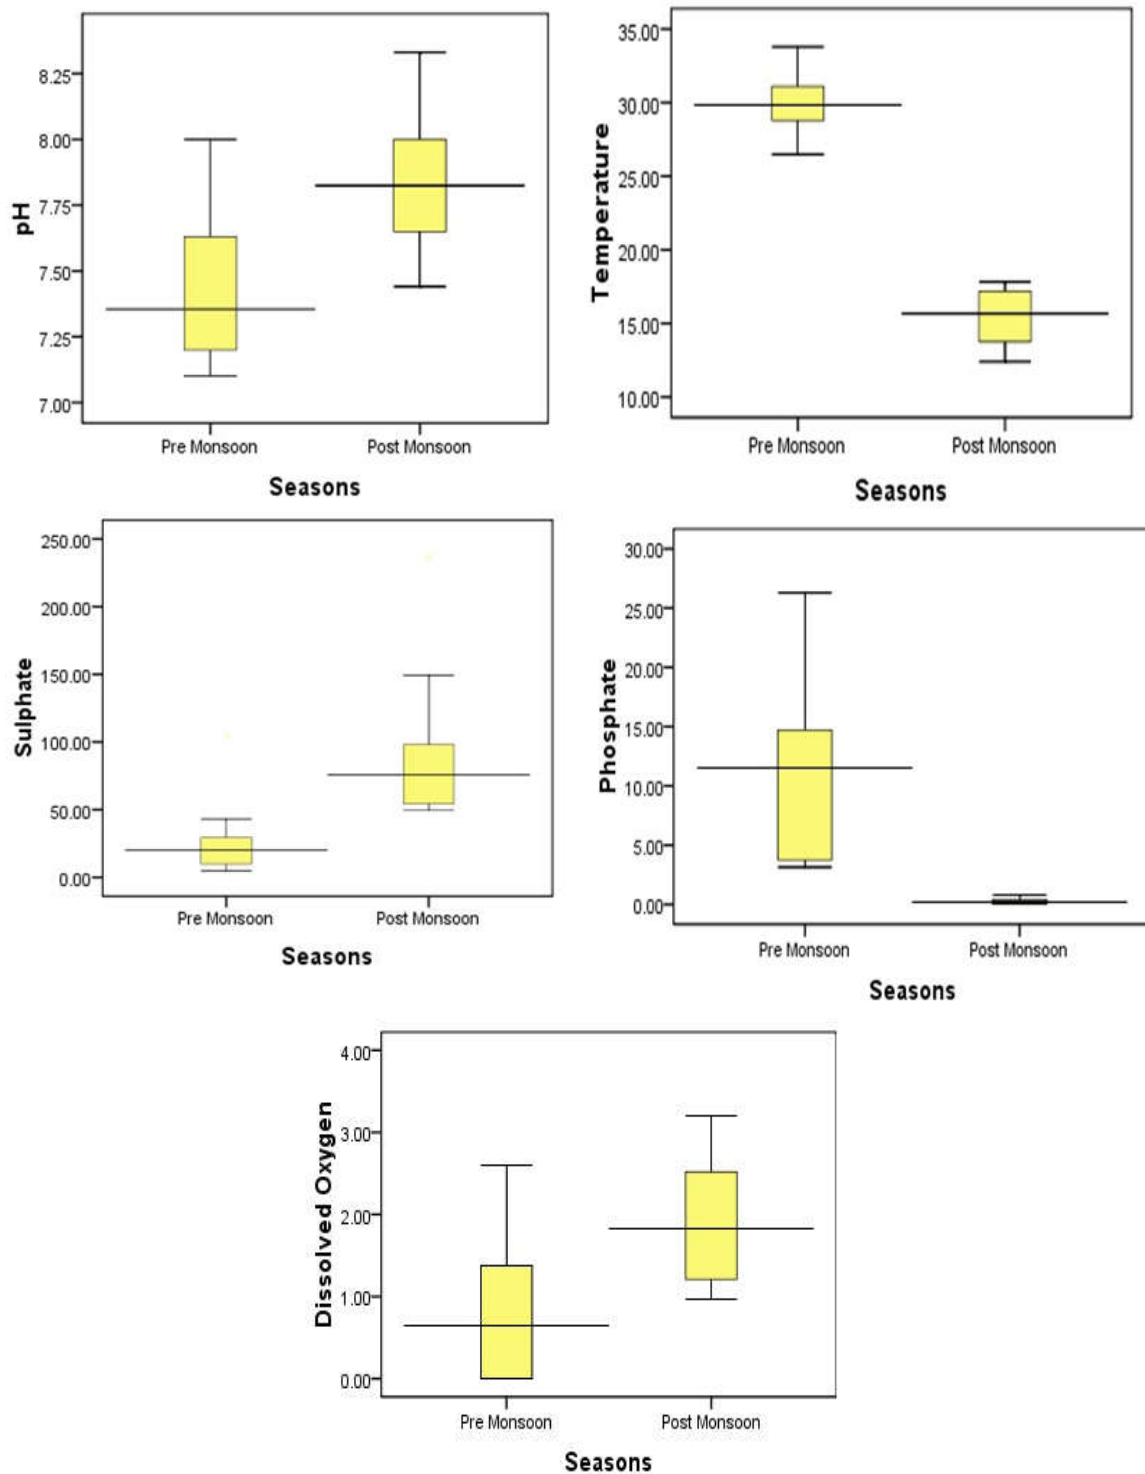 pH
8.25
8.00
7.75
7.50
7.25
7.00
Pre Monsoon Post Monsoon
Seasons
Temperature
35.00
30.00
25.00
20.00
15.00
10.00
Pre Monsoon Post Monsoon
Seasons
Sulphate
250.00
200.00
150.00
100.00
50.00
0.00
Pre Monsoon Post Monsoon
Seasons
Phosphate
30.00
25.00
20.00
15.00
10.00
5.00
0.00
Pre Monsoon Post Monsoon
Seasons
Dissolved Oxygen
4.00
3.00
2.00
1.00
0.00
Pre Monsoon Post Monsoon
Seasons